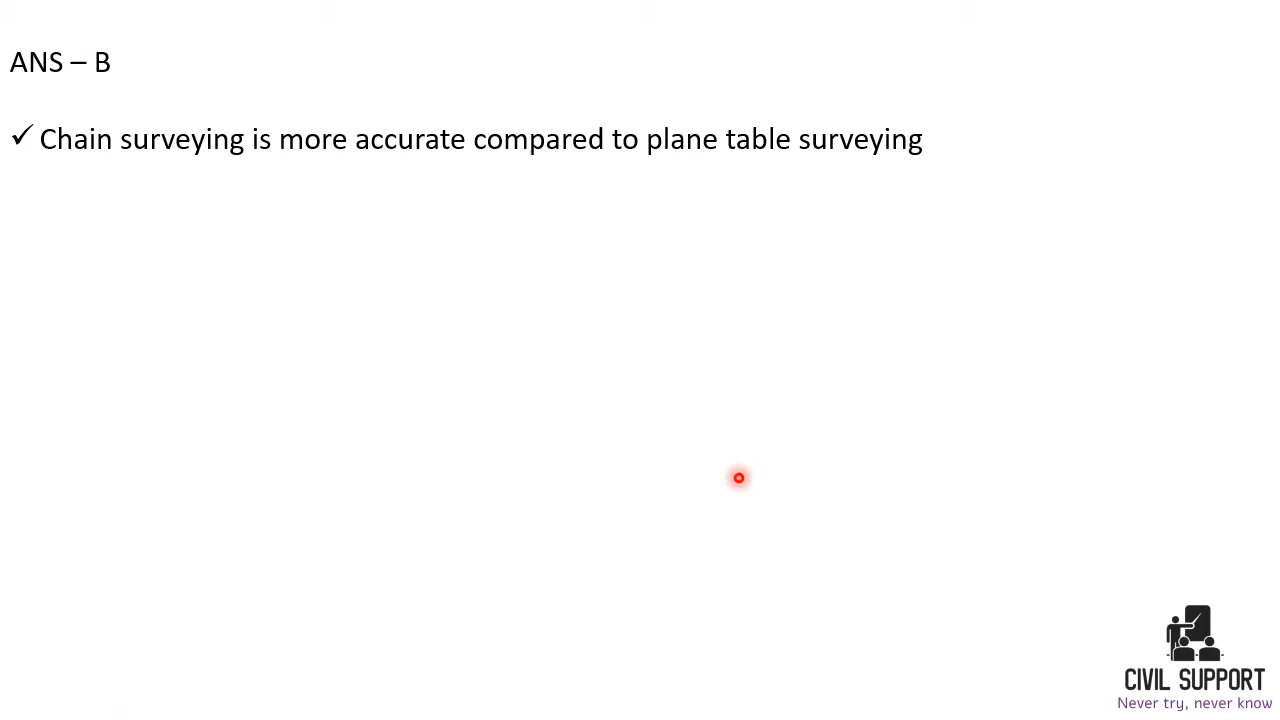 ANS – B
✓ Chain surveying is more accurate compared to plane table surveying
CIVIL SUPPORT
Never try, never know